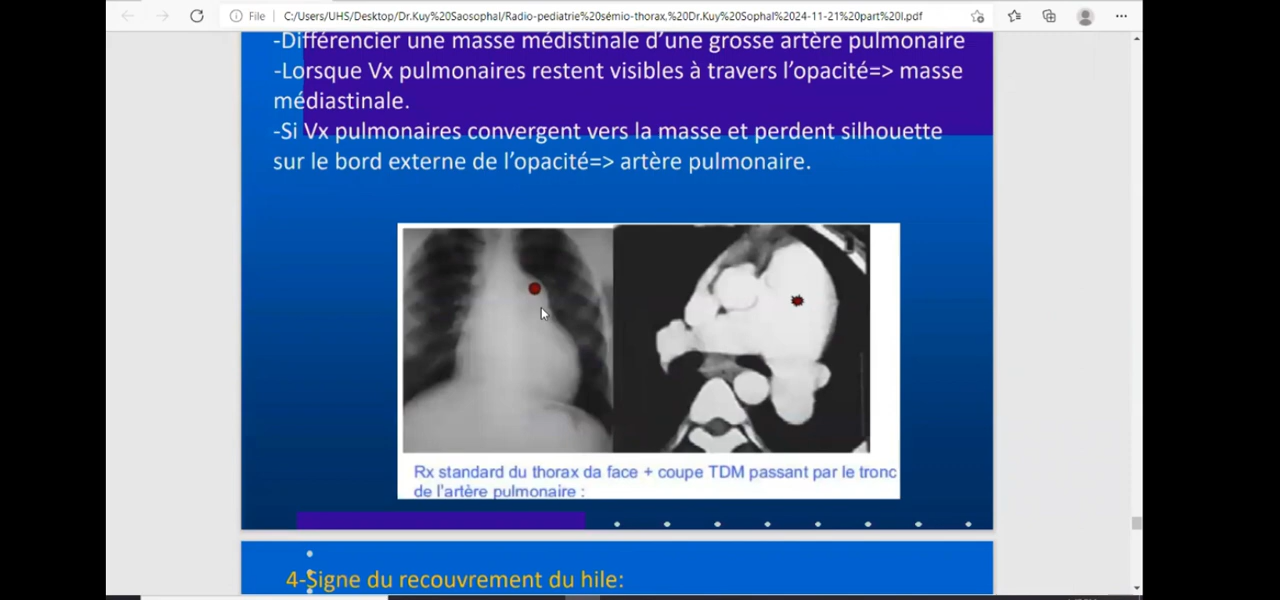 File
C:/Users/UHS/Desktop/Dr.Kuy%20Saosophal/Radio-pediatrie%20sémio-thorax,%20Dr.Kuy%20Sophal%2024-11-21%20part%20I.pdf
-Différencier une masse médistinale d’une grosse artère pulmonaire
-Lorsque Vx pulmonaires restent visibles à travers l’opacité=> masse
médiastinale.
-Si Vx pulmonaires convergent vers la masse et perdent silhouette
sur le bord externe de l’opacité=> artère pulmonaire.
Rx standard du thorax da face + coupe TDM passant par le tronc
de l'artère pulmonaire :
4-Signe du recouvrement du hile: